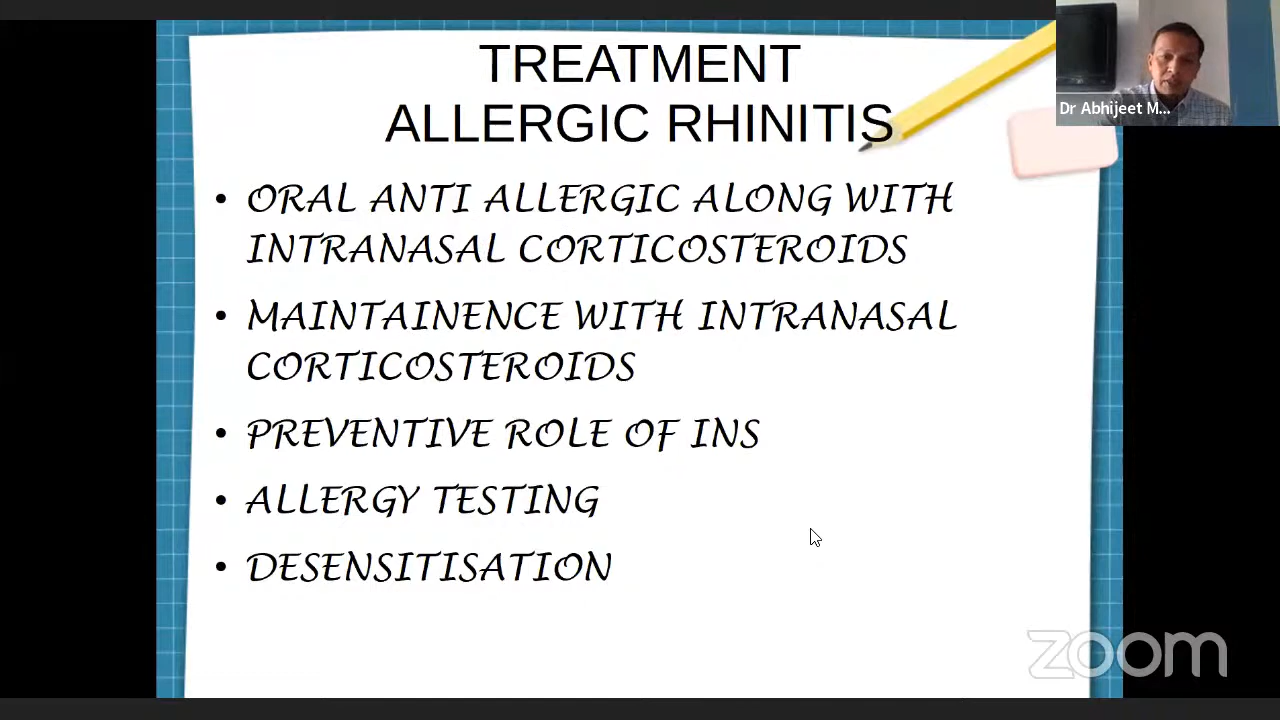 TREATMENT
ALLERGIC RHINITIS
Dr Abhijeet M...
• ORAL ANTI ALLERGIC ALONG WITH
INTRANASAL CORTICOSTEROIDS
• MAINTAINENCE WITH INTRANASAL
CORTICOSTEROIDS
• PREVENTIVE ROLE OF INS
• ALLERGY TESTING
• DESENSITISATION
zoom